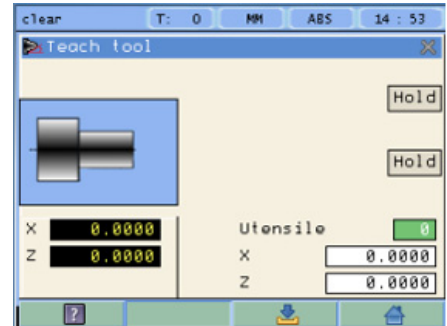 clear T: 0 MM ABS 14 : 53
Teach tool
Hold
Hold
X 0.0000 Utensile 0
Z 0.0000 X 0.0000
Z 0.0000
?